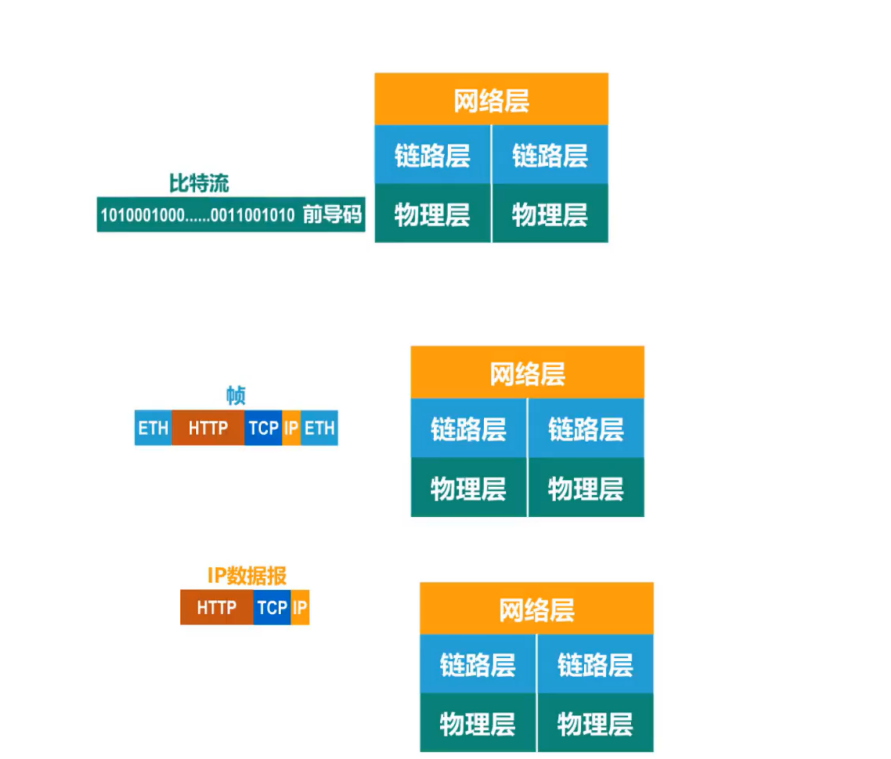 网络层
链路层 链路层
比特流
1010001000......0011001010 前导码
物理层 物理层
网络层
帧
ETH HTTP TCP IP ETH
链路层 链路层
物理层 物理层
IP数据报
HTTP TCP IP
网络层
链路层 链路层
物理层 物理层